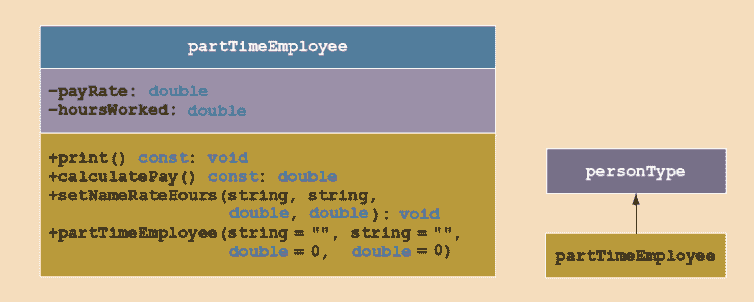 partTimeEmployee
-payRate: double
-hoursWorked: double
+print() const: void
+calculatePay() const: double
+setNameRateHours(string, string,
double, double): void
+partTimeEmployee(string = "", string = "",
double = 0, double = 0)
personType
partTimeEmployee